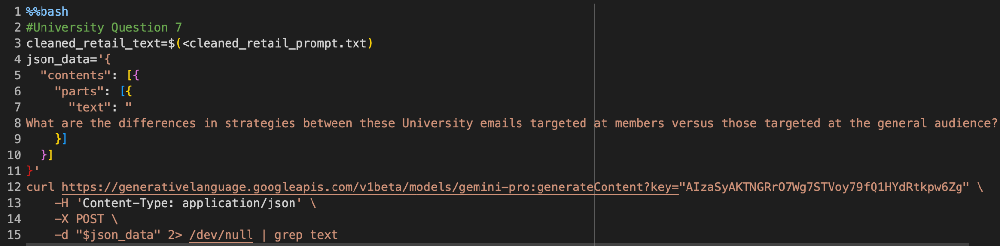 1 %%bash
2 #University Question 7
3 cleaned_retail_text=$(<cleaned_retail_prompt.txt)
4 json_data='{
5   "contents": [{
6     "parts": [{
7       "text": "
8 What are the differences in strategies between these University emails targeted at members versus those targeted at the general audience?
9     }]
10   }]
11 }'
12 curl https://generativelanguage.googleapis.com/v1beta/models/gemini-pro:generateContent?key="AIzaSyAKTNGRrO7Wg7STVoy79fQ1HYdRtkpw6Zg" \
13     -H 'Content-Type: application/json' \
14     -X POST \
15     -d "$json_data" 2> /dev/null | grep text